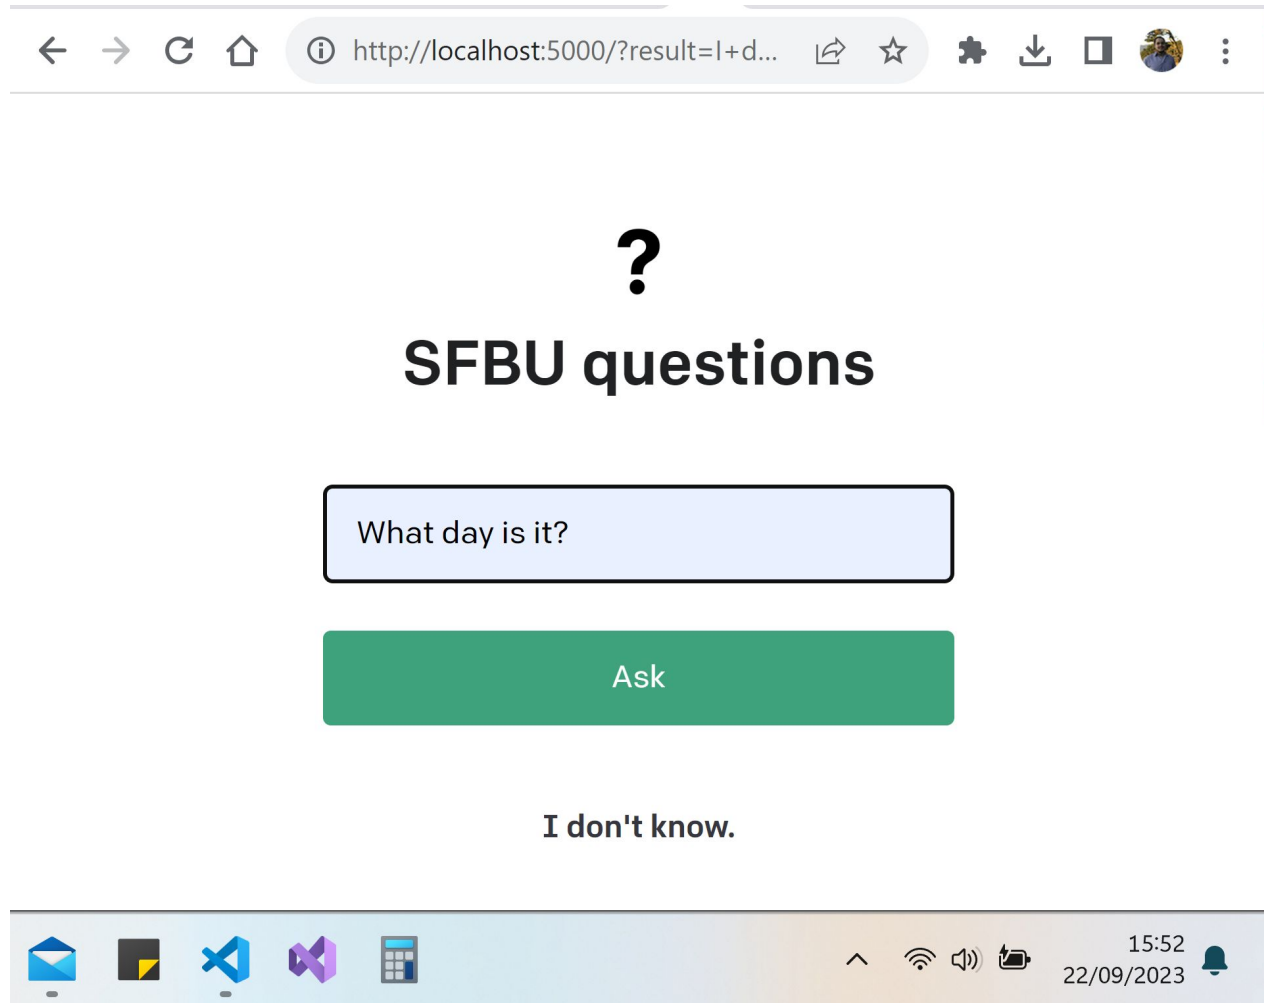 http://localhost:5000/?result=I+d...
?
SFBU questions
What day is it?
Ask
I don't know.
15:52
22/09/2023